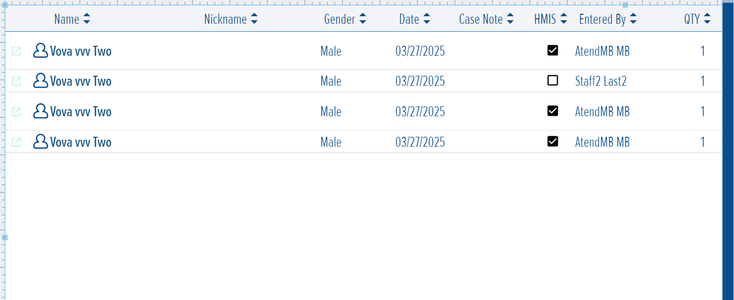 Name Nickname Gender Date Case Note HMIS Entered By QTY
Vova vvv Two Male 03/27/2025 AtendMB MB 1
Vova vvv Two Male 03/27/2025 Staff2 Last2 1
Vova vvv Two Male 03/27/2025 AtendMB MB 1
Vova vvv Two Male 03/27/2025 AtendMB MB 1